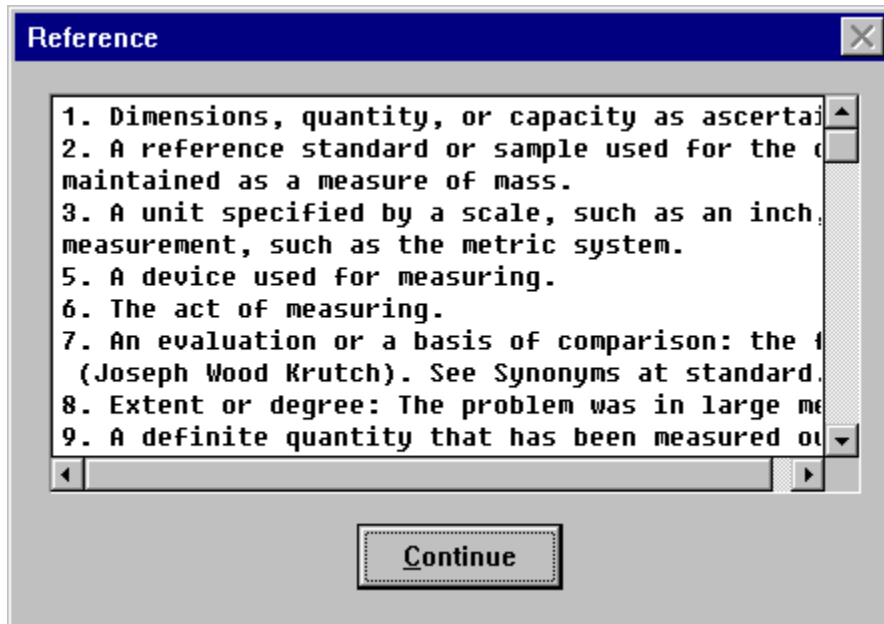 Reference
1. Dimensions, quantity, or capacity as ascertai
2. A reference standard or sample used for the
maintained as a measure of mass.
3. A unit specified by a scale, such as an inch,
measurement, such as the metric system.
5. A device used for measuring.
6. The act of measuring.
7. An evaluation or a basis of comparison: the
(Joseph Wood Krutch). See Synonyms at standard.
8. Extent or degree: The problem was in large me
9. A definite quantity that has been measured ou
Continue